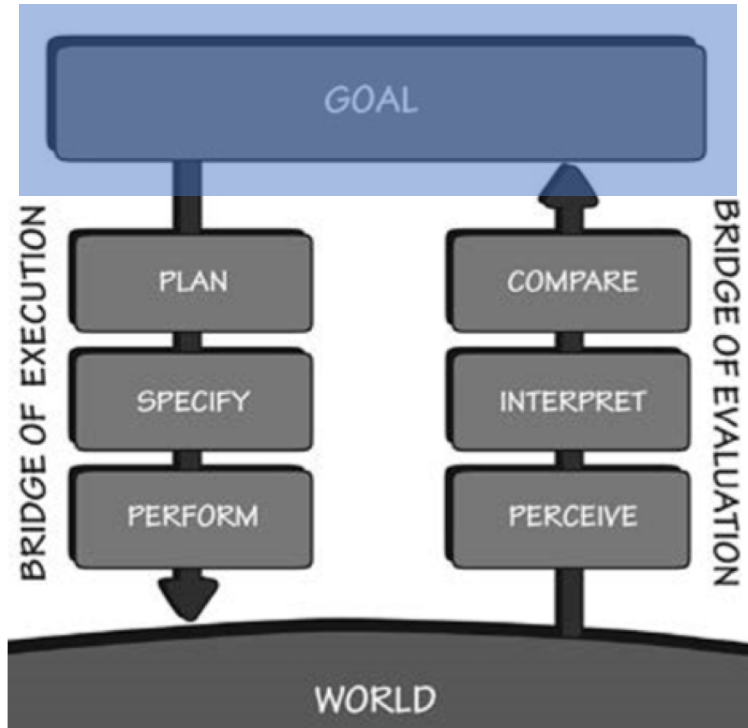 GOAL
BRIDGE OF EXECUTION
PLAN
SPECIFY
PERFORM
COMPARE
INTERPRET
PERCEIVE
BRIDGE OF EVALUATION
WORLD